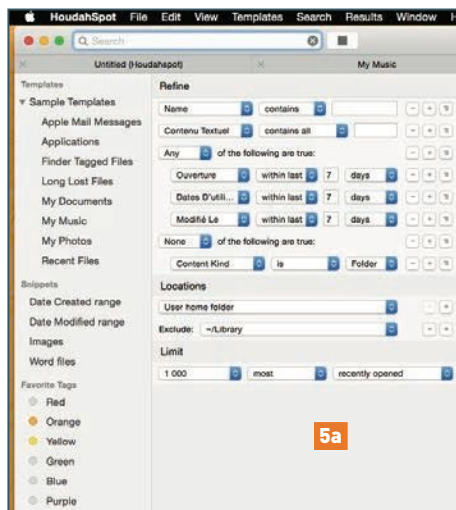 HoudahSpot File Edit View Templates Search Results Window H
Search
Untitled (Houdahspot) My Music
Templates
Sample Templates
Apple Mail Messages
Applications
Finder Tagged Files
Long Lost Files
My Documents
My Music
My Photos
Recent Files
Snippets
Date Created range
Date Modified range
Images
Word files
Favorite Tags
Red
Orange
Yellow
Green
Blue
Purple
Refine
Name contains
Contenu Textuel contains all
Any of the following are true:
Ouverture within last 7 days
Dates D'utili... within last 7 days
Modifié Le within last 7 days
None of the following are true:
Content Kind is Folder
Locations
User home folder
Exclude: ~/Library
Limit
1 000 most recently opened
5a